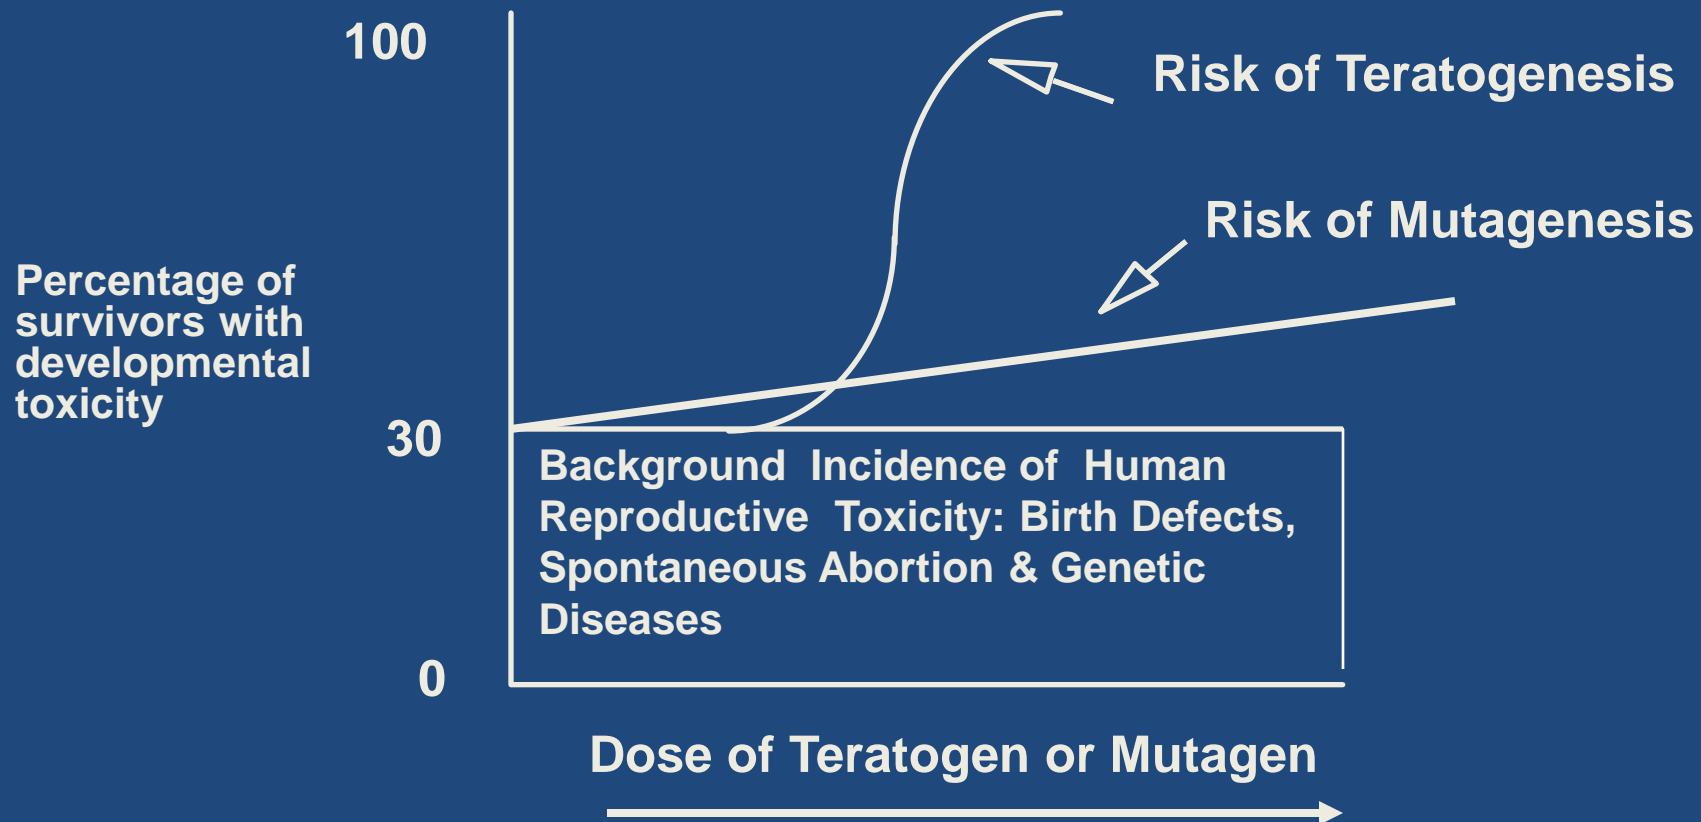 100
Risk of Teratogenesis
Risk of Mutagenesis
Percentage of
survivors with
developmental
toxicity
30
Background Incidence of Human
Reproductive Toxicity: Birth Defects,
Spontaneous Abortion & Genetic
Diseases
0
Dose of Teratogen or Mutagen